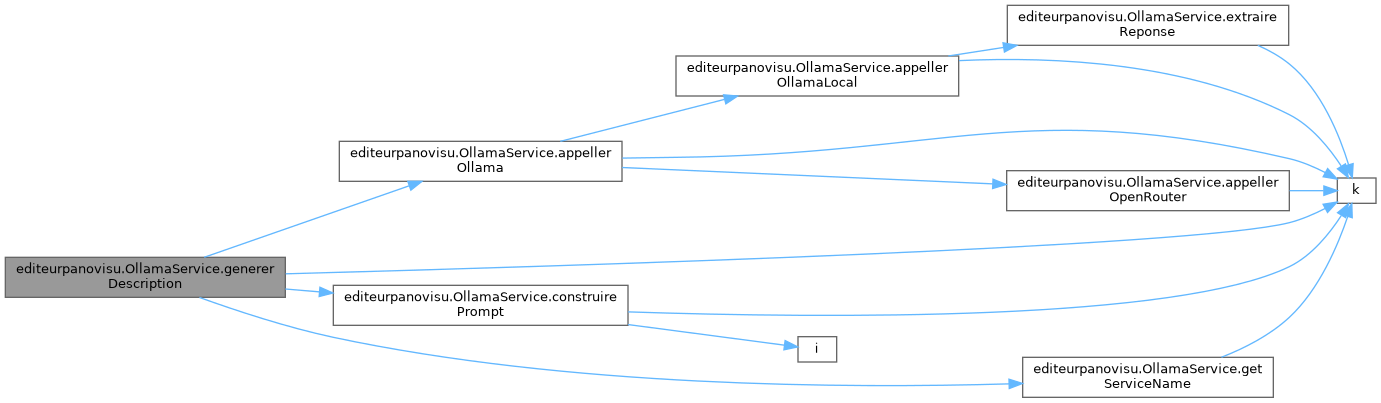 editeurpanovisu.OllamaService.extraire
Reponse
editeurpanovisu.OllamaService.appeller
OllamaLocal
editeurpanovisu.OllamaService.appeller
Ollama
editeurpanovisu.OllamaService.appeller
OpenRouter
k
editeurpanovisu.OllamaService.generer
Description
editeurpanovisu.OllamaService.construire
Prompt
i
editeurpanovisu.OllamaService.get
ServiceName